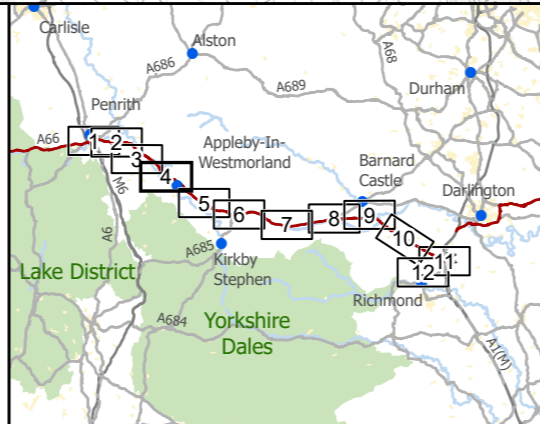 Carlisle
Alston
A68
A686
A689
Durham
Penrith
A66
1
2
3
Appleby-In-
Westmorland
4
M6
Barnard
Castle
Darlington
5
6
7
8
9
10
A6
A685
Kirkby
Stephen
11
12
Lake District
Richmond
A684
Yorkshire
Dales
A1(M)